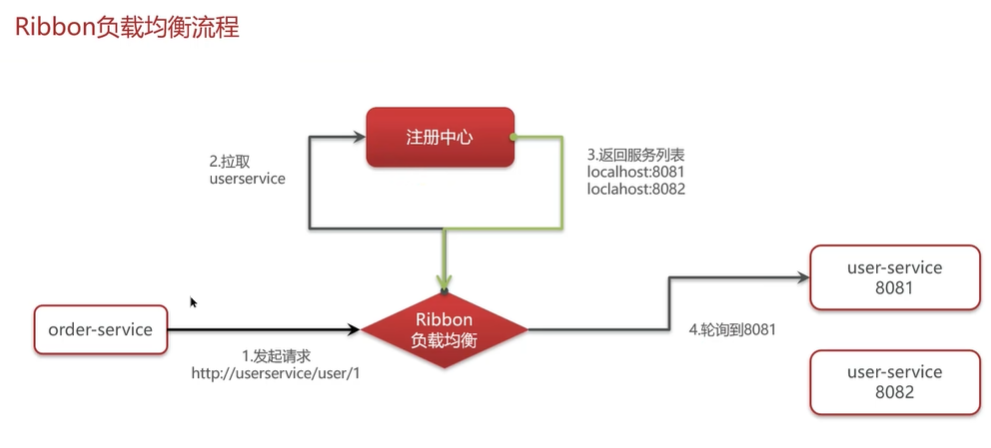 Ribbon负载均衡流程
注册中心
2.拉取
userservice
3.返回服务列表
localhost:8081
loclahost:8082
order-service
1.发起请求
http://userservice/user/1
Ribbon
负载均衡
4.轮询到8081
user-service
8081
user-service
8082